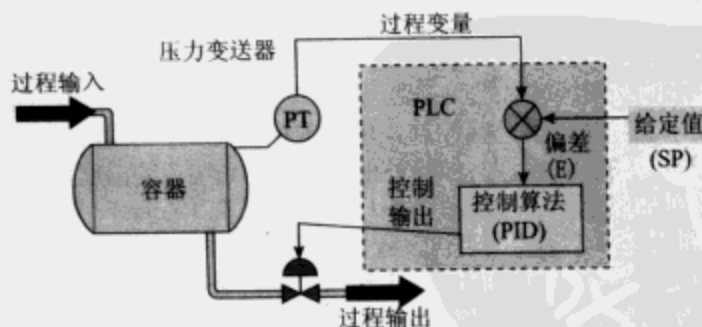 过程变量
压力变送器
过程输入
PT
PLC
给定值
(SP)
偏差
(E)
容器
控制
输出
控制算法
(PID)
过程输出